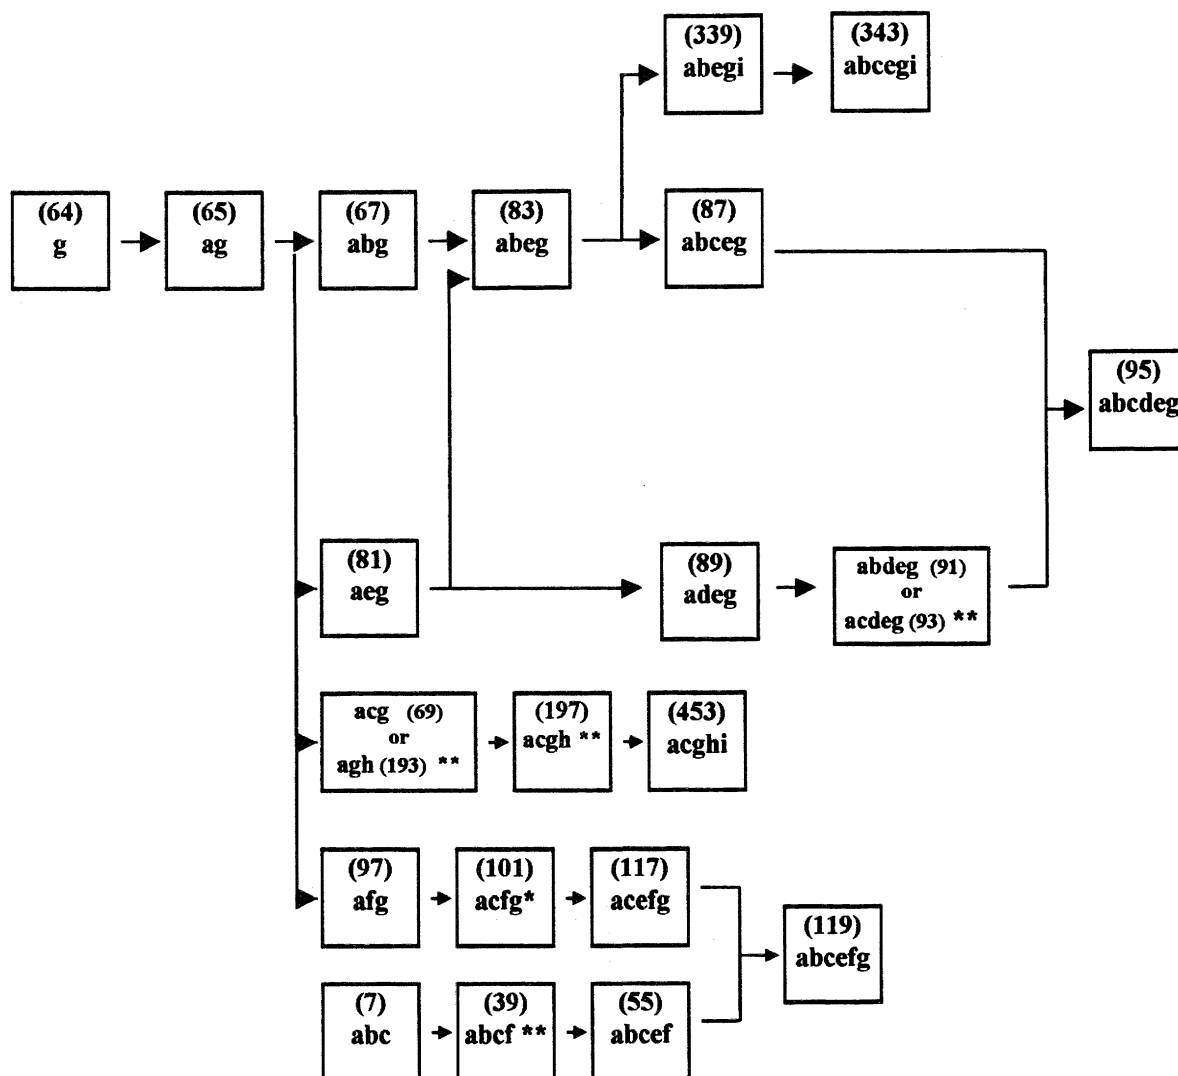 (339)
abegi
(343)
abcegi
(64)
g
(65)
ag
(67)
abg
(83)
abeg
(87)
abceg
(95)
abcdeg
(81)
aeg
(89)
adeg
abdeg (91)
or
acdeg (93) **
acg (69)
or
agh (193) **
(197)
acgh **
(453)
acghi
(97)
afg
(101)
acfg*
(117)
acefg
(119)
abcefg
(7)
abc
(39)
abcf **
(55)
abcef